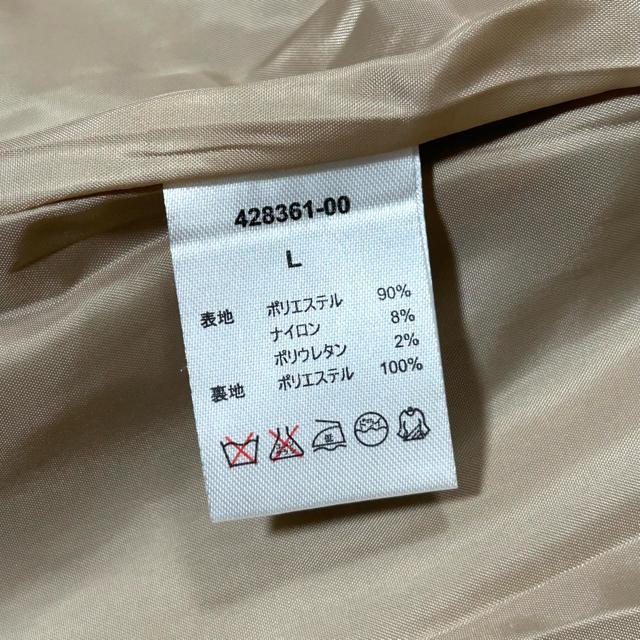 428361-00
L
表地 ポリエステル 90%
ナイロン 8%
ポリウレタン 2%
裏地 ポリエステル 100%